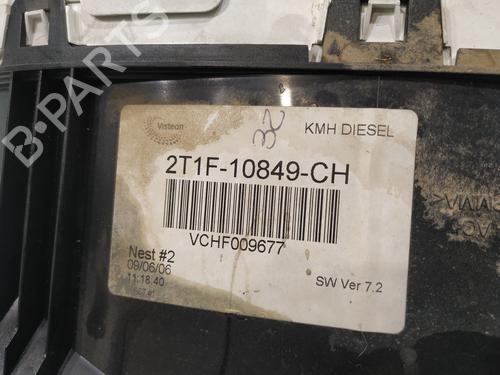 Visteon
32
KMH DIESEL
2T1F-10849-CH
VCHF009677
Nest #2
09/06/06
11:18:40
SW Ver 7.2
B-PARTS